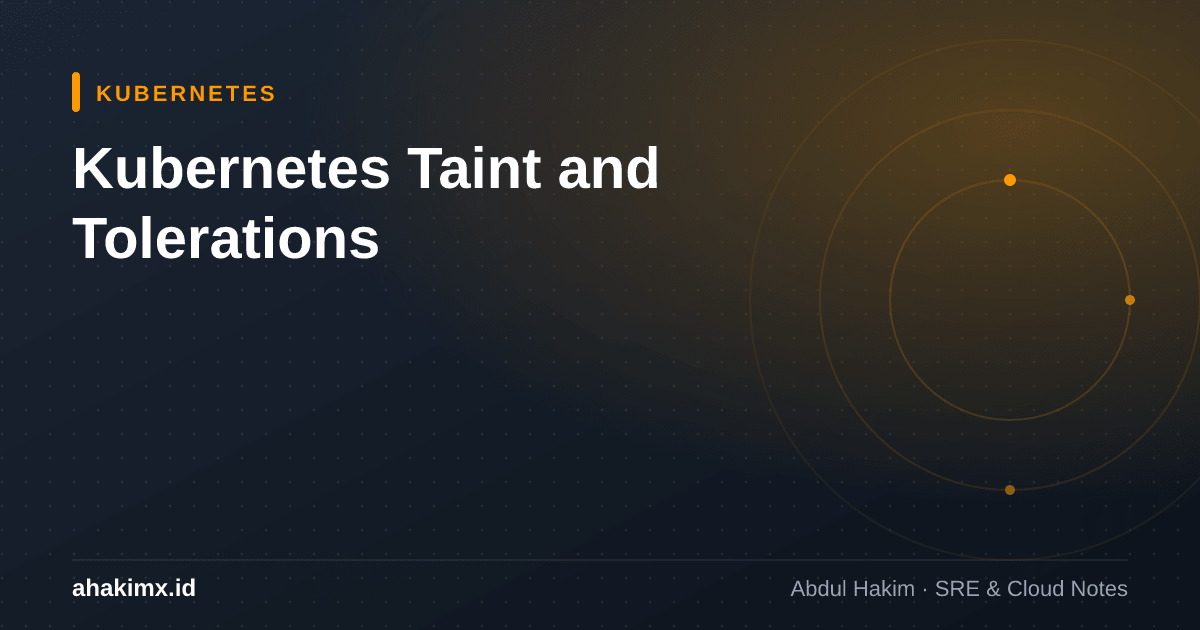 KUBERNETES
Kubernetes Taint and
Tolerations
ahakimx.id
Abdul Hakim · SRE & Cloud Notes